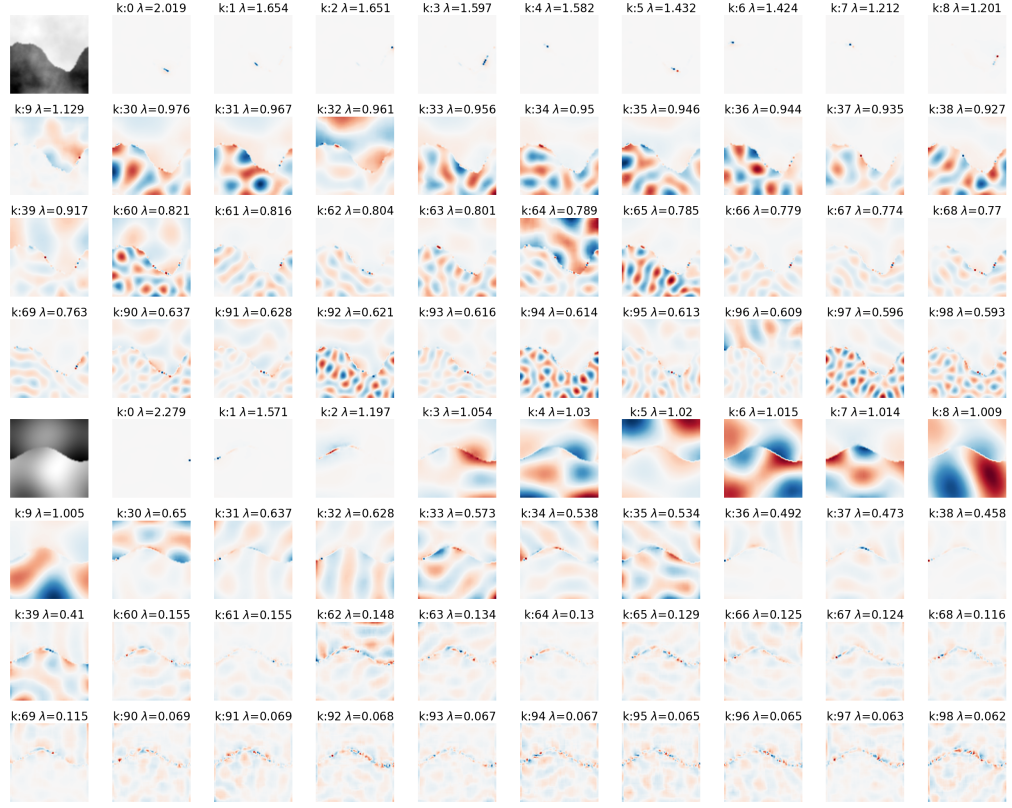 k:0 λ=2.019 k:1 λ=1.654 k:2 λ=1.651 k:3 λ=1.597 k:4 λ=1.582 k:5 λ=1.432 k:6 λ=1.424 k:7 λ=1.212 k:8 λ=1.201
k:9 λ=1.129 k:30 λ=0.976 k:31 λ=0.967 k:32 λ=0.961 k:33 λ=0.956 k:34 λ=0.95 k:35 λ=0.946 k:36 λ=0.944 k:37 λ=0.935 k:38 λ=0.927
k:39 λ=0.917 k:60 λ=0.821 k:61 λ=0.816 k:62 λ=0.804 k:63 λ=0.801 k:64 λ=0.789 k:65 λ=0.785 k:66 λ=0.779 k:67 λ=0.774 k:68 λ=0.77
k:69 λ=0.763 k:90 λ=0.637 k:91 λ=0.628 k:92 λ=0.621 k:93 λ=0.616 k:94 λ=0.614 k:95 λ=0.613 k:96 λ=0.609 k:97 λ=0.596 k:98 λ=0.593
k:0 λ=2.279 k:1 λ=1.571 k:2 λ=1.197 k:3 λ=1.054 k:4 λ=1.03 k:5 λ=1.02 k:6 λ=1.015 k:7 λ=1.014 k:8 λ=1.009
k:9 λ=1.005 k:30 λ=0.65 k:31 λ=0.637 k:32 λ=0.628 k:33 λ=0.573 k:34 λ=0.538 k:35 λ=0.534 k:36 λ=0.492 k:37 λ=0.473 k:38 λ=0.458
k:39 λ=0.41 k:60 λ=0.155 k:61 λ=0.155 k:62 λ=0.148 k:63 λ=0.134 k:64 λ=0.13 k:65 λ=0.129 k:66 λ=0.125 k:67 λ=0.124 k:68 λ=0.116
k:69 λ=0.115 k:90 λ=0.069 k:91 λ=0.069 k:92 λ=0.068 k:93 λ=0.067 k:94 λ=0.067 k:95 λ=0.065 k:96 λ=0.065 k:97 λ=0.063 k:98 λ=0.062